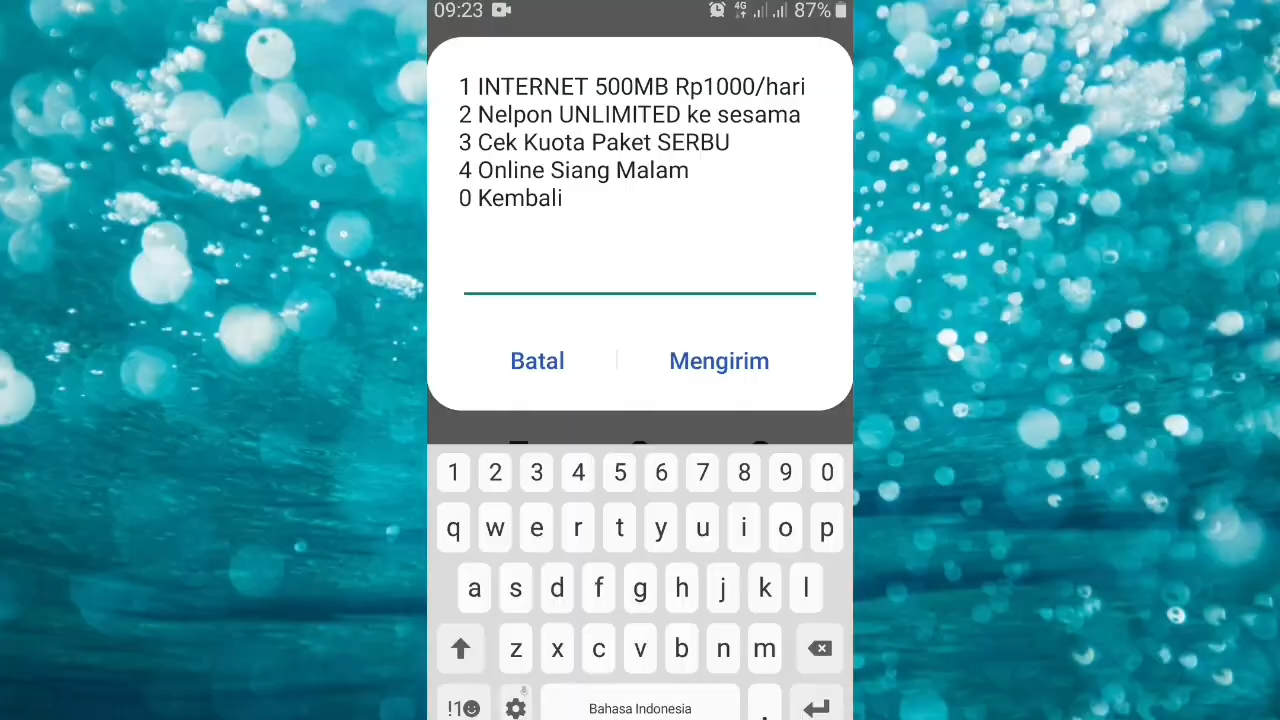 09:23 4G 87%
1 INTERNET 500MB Rp1000/hari
2 Nelpon UNLIMITED ke sesama
3 Cek Kuota Paket SERBU
4 Online Siang Malam
0 Kembali
Batal Mengirim
1 2 3 4 5 6 7 8 9 0
q w e r t y u i o p
a s d f g h j k l
z x c v b n m
!1 Bahasa Indonesia .